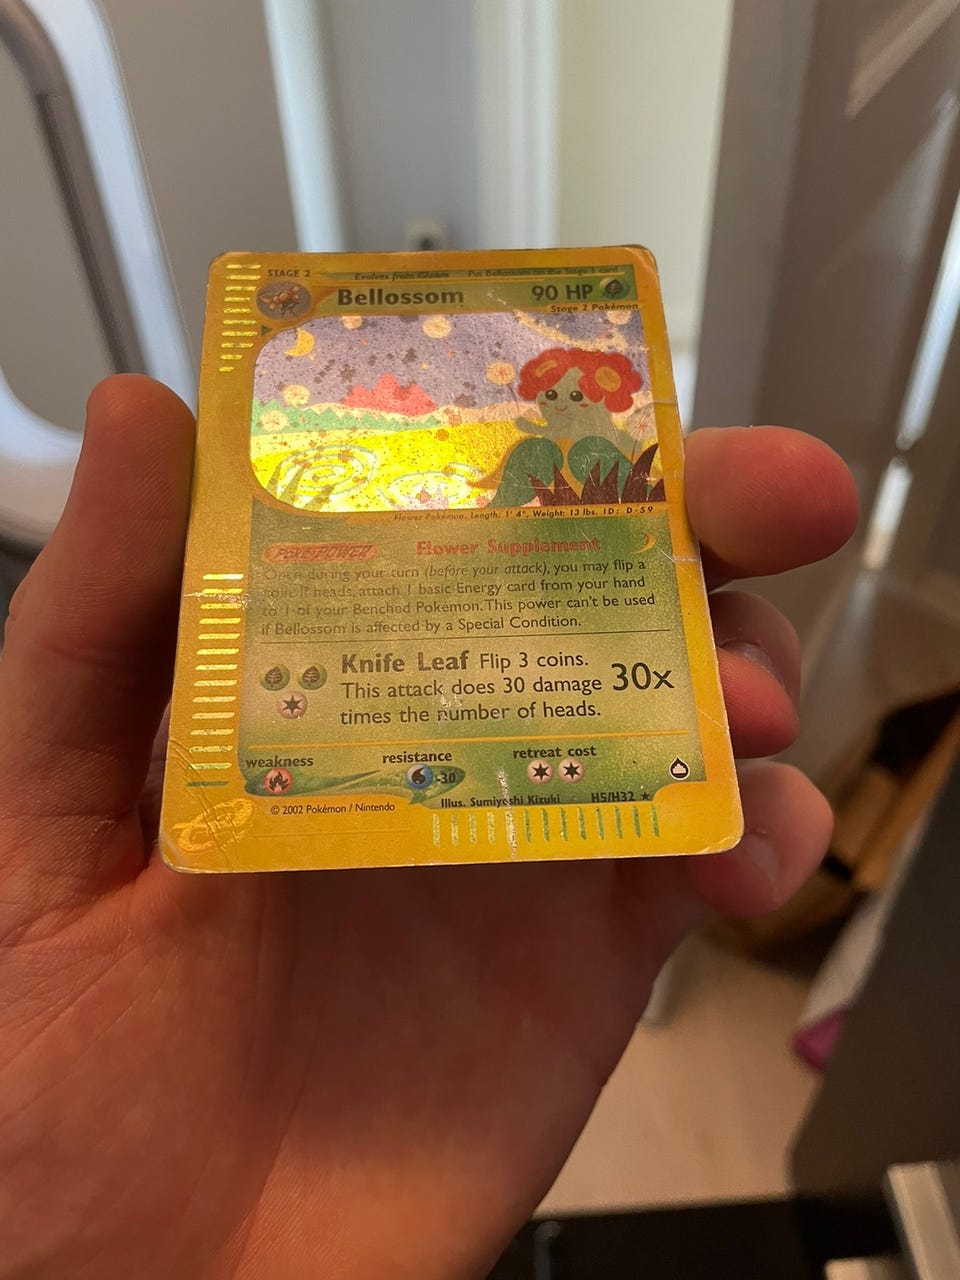 STAGE 2 Evolves from Gloom Put Bellossom on the Stage 1 card
Bellossom 90 HP
Stage 2 Pokémon
Flower Pokémon. Length: 1' 4", Weight: 13 lbs. ID: D-59
POKÉ-POWER Flower Supplement
Once during your turn (before your attack), you may flip a
coin. If heads, attach 1 basic Energy card from your hand
to 1 of your Benched Pokémon. This power can't be used
if Bellossom is affected by a Special Condition.
Knife Leaf Flip 3 coins.
This attack does 30 damage 30x
times the number of heads.
weakness resistance retreat cost
-30
© 2002 Pokémon / Nintendo Illus. Sumiyoshi Kizuki H5/H32 ★